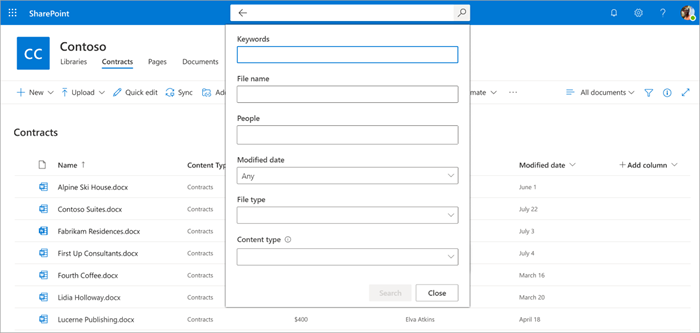 SharePoint
CC
Contoso
Libraries Contracts Pages Documents
New Upload Quick edit Sync Add
mate
All documents
Keywords
File name
People
Modified date
Any
File type
Content type
Search Close
Contracts
Name Content Ty Modified date Add column
Alpine Ski House.docx Contracts June 1
Contoso Suites.docx Contracts July 22
Fabrikam Residences.docx Contracts July 3
First Up Consultants.docx Contracts July 4
Fourth Coffee.docx Contracts March 16
Lidia Holloway.docx Contracts March 20
Lucerne Publishing.docx Contracts $400 Elva Atkins April 18